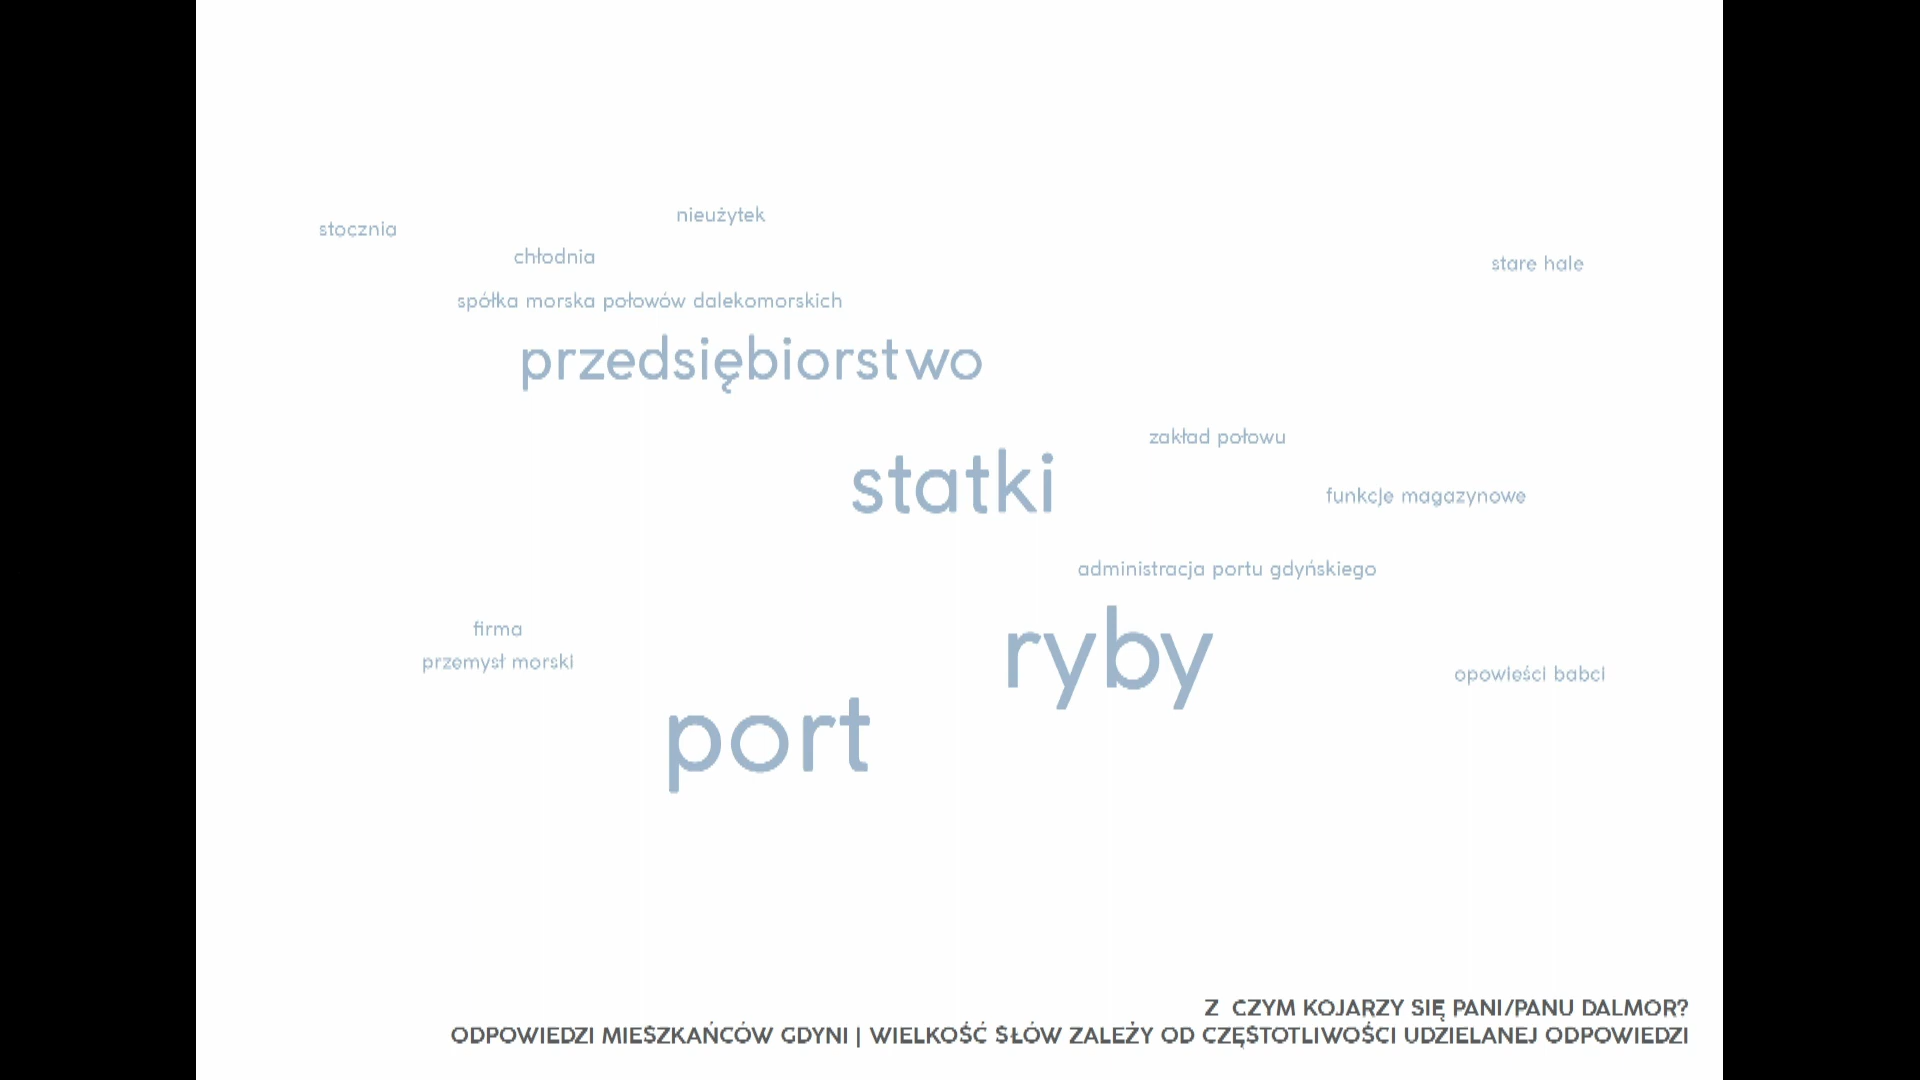 nieużytek
stocznia
chłodnia
stare hale
spółka morska połowów dalekomorskich
przedsiębiorstwo
zakład połowu
statki
funkcje magazynowe
administracja portu gdyńskiego
firma
ryby
przemysł morski
opowieści babci
port
Z CZYM KOJARZY SIĘ PANI/PANU DALMOR?
ODPOWIEDZI MIESZKAŃCÓW GDYNI | WIELKOŚĆ SŁÓW ZALEŻY OD CZĘSTOTLIWOŚCI UDZIELANEJ ODPOWIEDZI